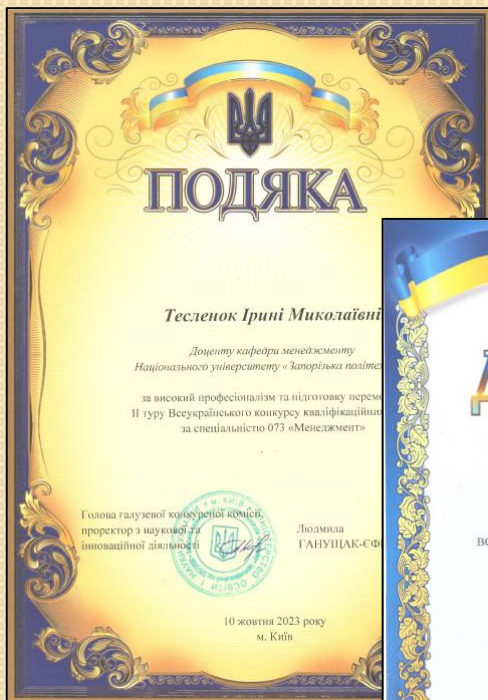 ПОДЯКА
Тесленок Ірині Миколаївні
Доценту кафедри менеджменту
Національного університету «Запорізька політех
за високий професіоналізм та підготовку перемо
ІІ туру Всеукраїнського конкурсу кваліфікаційних
за спеціальністю 073 «Менеджмент»
Голова галузевої конкурсної комісії,
проректор з наукової та
інноваційної діяльності
Людмила
ГАНУЩАК-ЄФ
10 жовтня 2023 року
м. Київ
Д